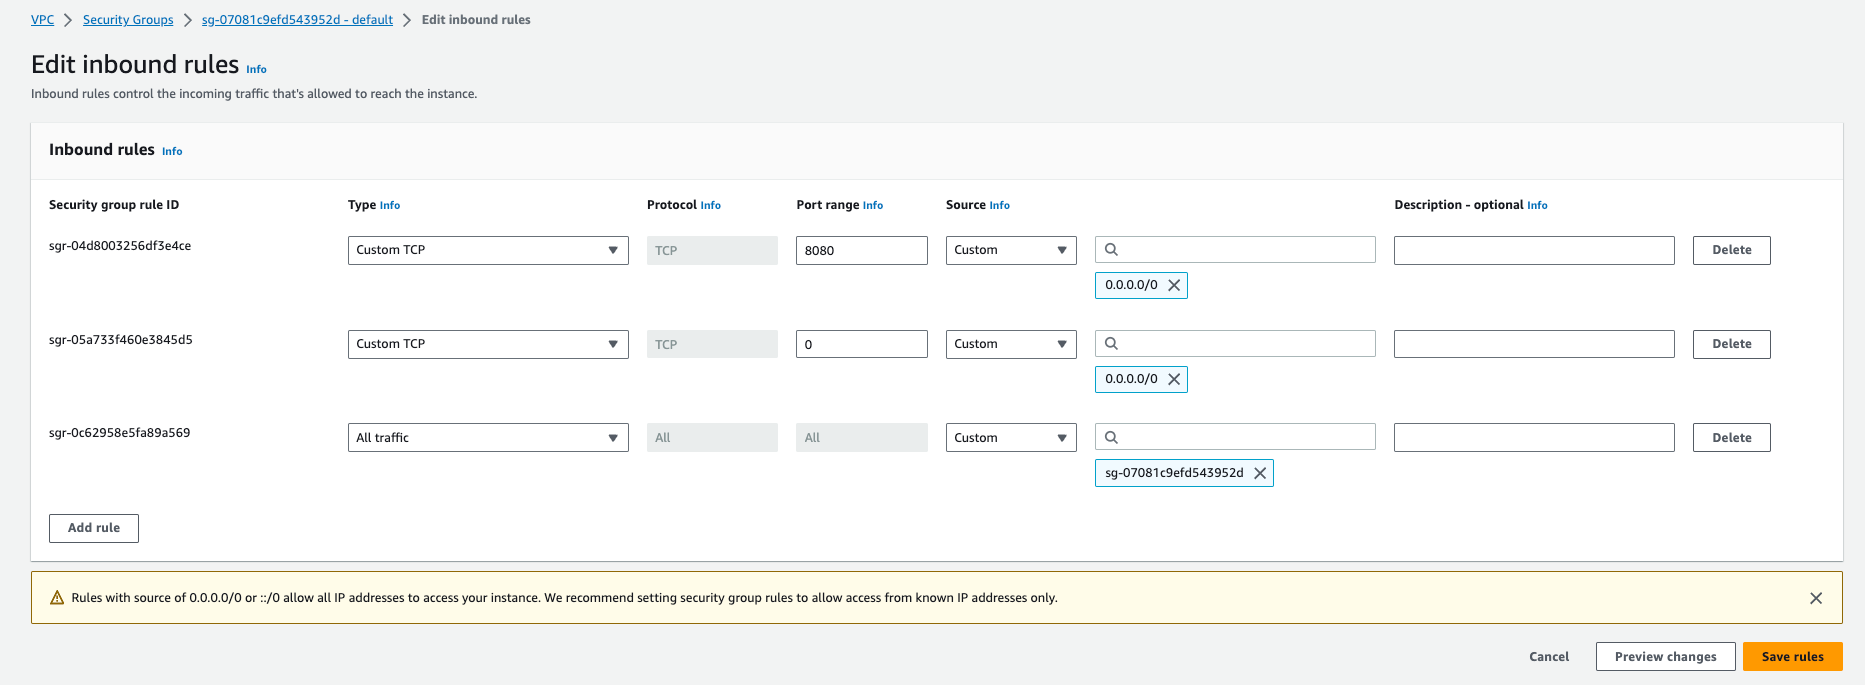 VPC > Security Groups > sg-07081c9efd543952d - default > Edit inbound rules
Edit inbound rules Info
Inbound rules control the incoming traffic that's allowed to reach the instance.
Inbound rules Info
Security group rule ID Type Info Protocol Info Port range Info Source Info Description - optional Info
sgr-04d8003256df3e4ce Custom TCP TCP 8080 Custom Delete
0.0.0.0/0
sgr-05a733f460e3845d5 Custom TCP TCP 0 Custom Delete
0.0.0.0/0
sgr-0c62958e5fa89a569 All traffic All All Custom Delete
sg-07081c9efd543952d
Add rule
Rules with source of 0.0.0.0/0 or ::/0 allow all IP addresses to access your instance. We recommend setting security group rules to allow access from known IP addresses only.
Cancel Preview changes Save rules